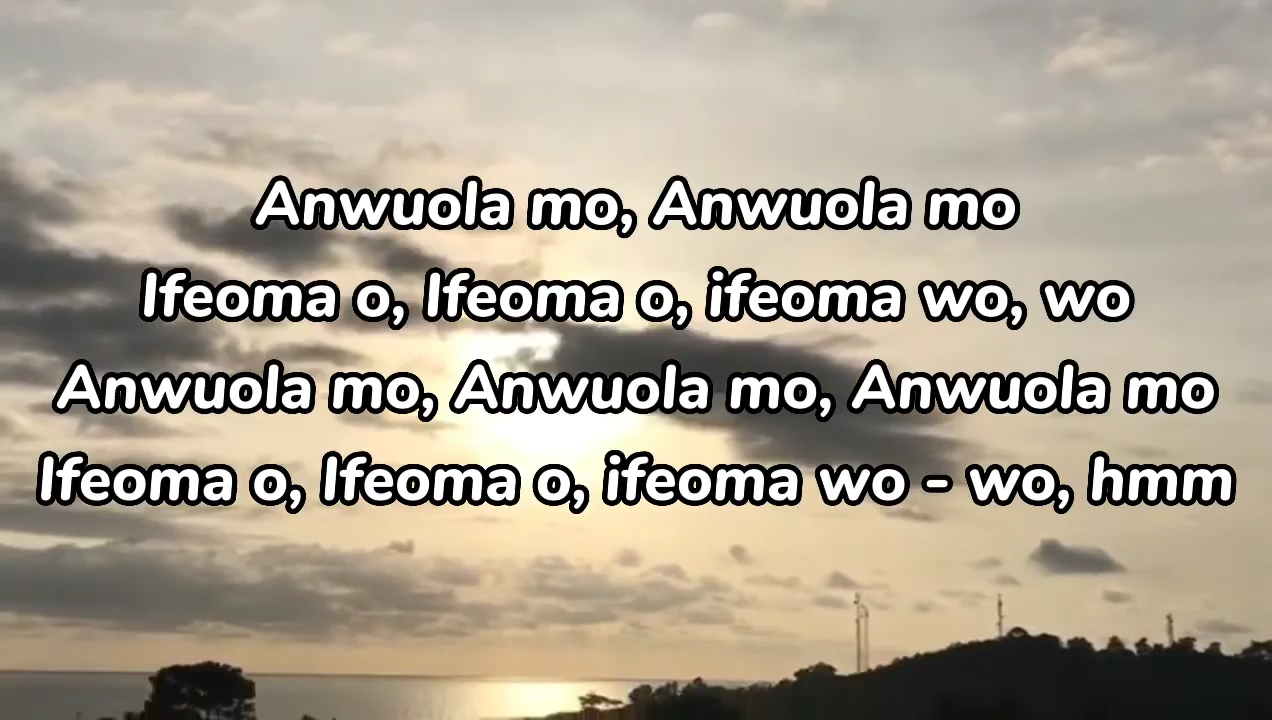 Anwuola mo, Anwuola mo
Ifeoma o, Ifeoma o, ifeoma wo, wo
Anwuola mo, Anwuola mo, Anwuola mo
Ifeoma o, Ifeoma o, ifeoma wo - wo, hmm